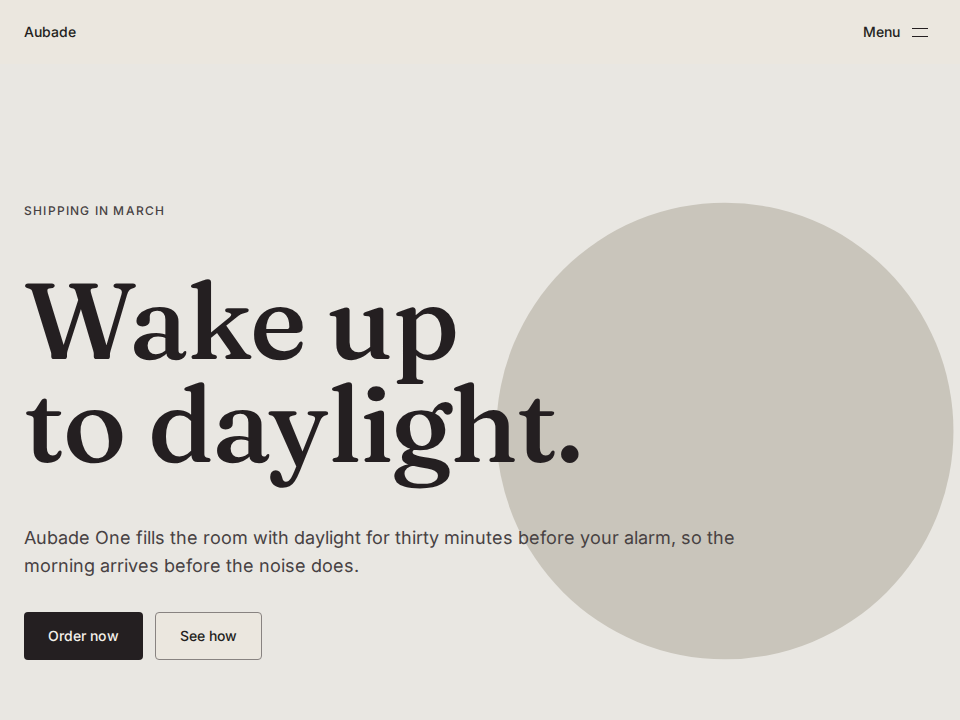 Aubade
Menu
SHIPPING IN MARCH
Wake up
to daylight.
Aubade One fills the room with daylight for thirty minutes before your alarm, so the
morning arrives before the noise does.
Order now
See how